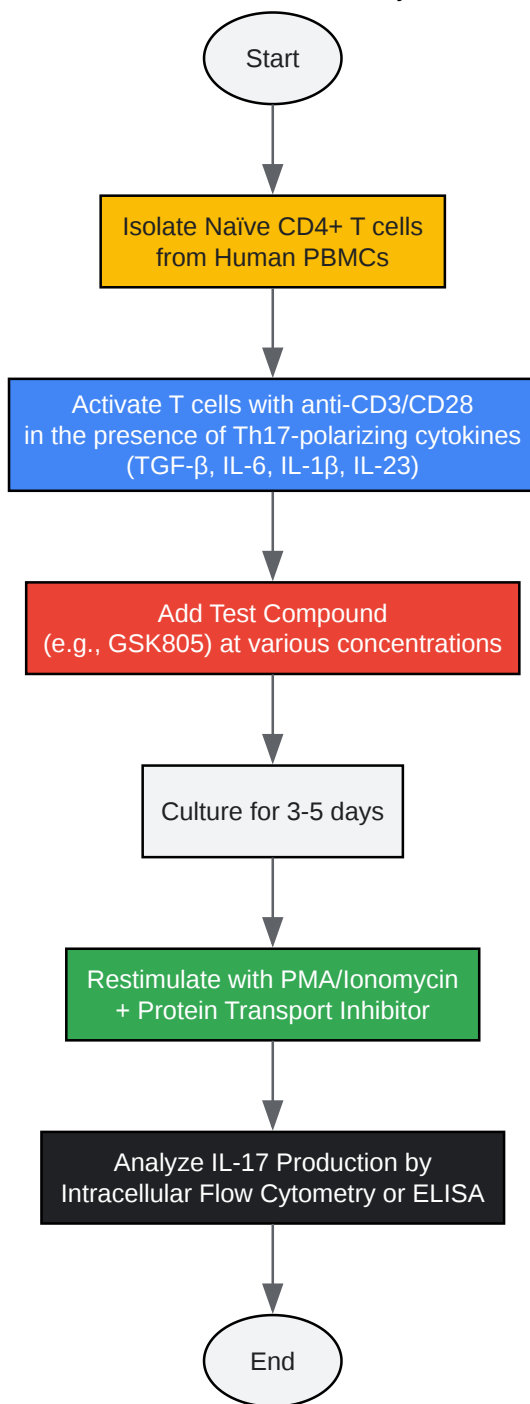 Start
Isolate Naïve CD4+ T cells
from Human PBMCs
Activate T cells with anti-CD3/CD28
in the presence of Th17-polarizing cytokines
(TGF-β, IL-6, IL-1β, IL-23)
Add Test Compound
(e.g., GSK805) at various concentrations
Culture for 3-5 days
Restimulate with PMA/Ionomycin
+ Protein Transport Inhibitor
Analyze IL-17 Production by
Intracellular Flow Cytometry or ELISA
End